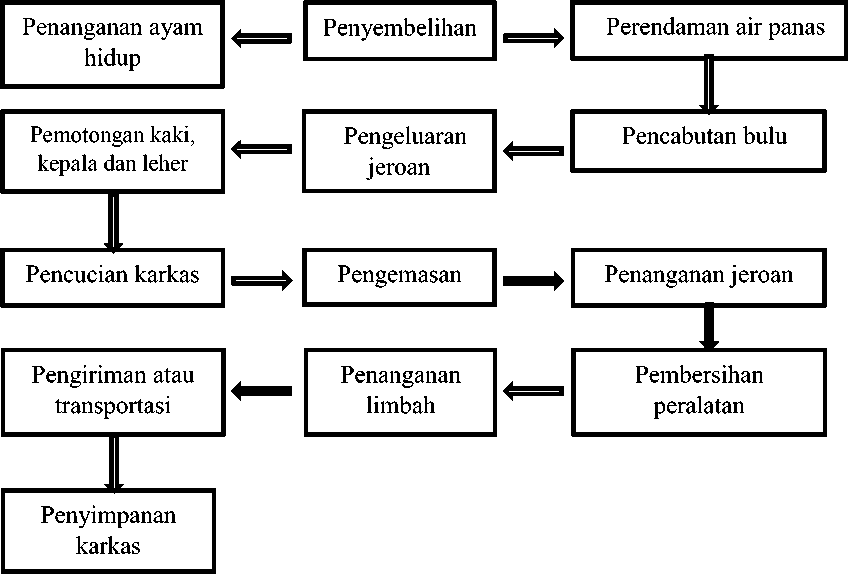 Penanganan ayam
hidup
Penyembelihan
Perendaman air panas
Pemotongan kaki,
kepala dan leher
Pengeluaran
jeroan
Pencabutan bulu
Pencucian karkas
Pengemasan
Penanganan jeroan
Pengiriman atau
transportasi
Penanganan
limbah
Pembersihan
peralatan
Penyimpanan
karkas